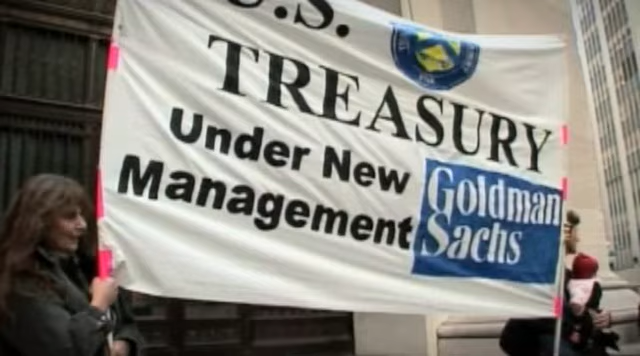 U.S.
TREASURY
Under New
Management
Goldman
Sachs